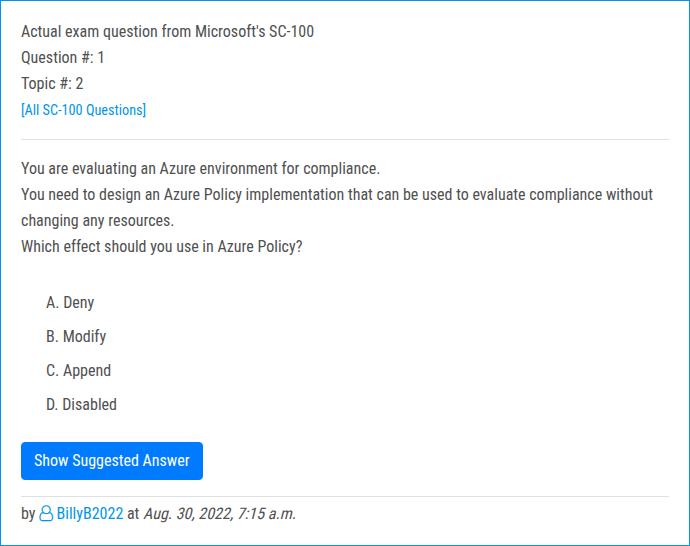 Actual exam question from Microsoft's SC-100
Question #: 1
Topic #: 2
[All SC-100 Questions]
You are evaluating an Azure environment for compliance.
You need to design an Azure Policy implementation that can be used to evaluate compliance without
changing any resources.
Which effect should you use in Azure Policy?
A. Deny
B. Modify
C. Append
D. Disabled
Show Suggested Answer
by BillyB2022 at Aug. 30, 2022, 7:15 a.m.